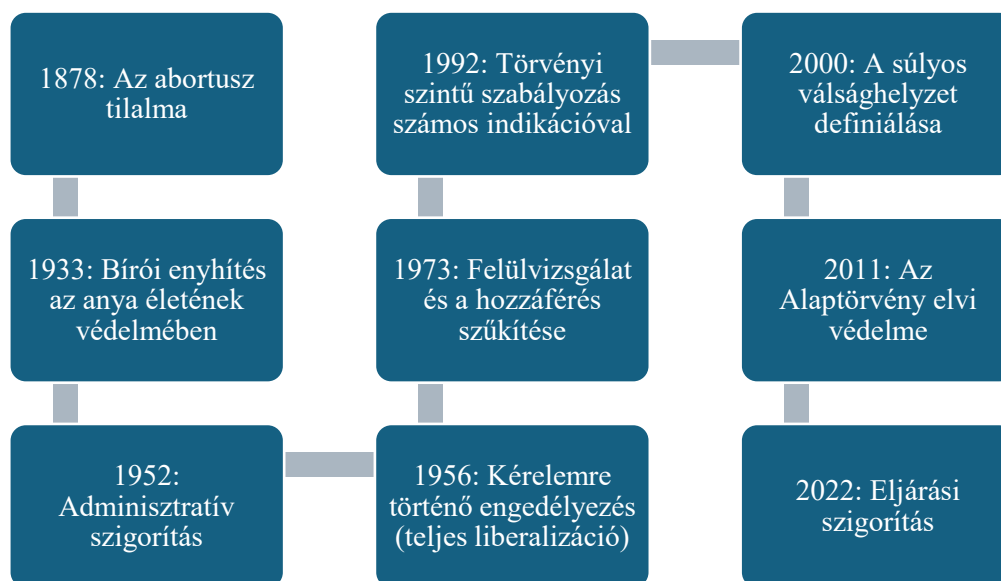 1878: Az abortusz
tilalma
1933: Bírói enyhítés
az anya életének
védelmében
1952:
Adminisztratív
szigorítás
1956: Kérelemre
történő engedélyezés
(teljes liberalizáció)
1973: Felülvizsgálat
és a hozzáférés
szűkítése
1992: Törvényi
szintű szabályozás
számos indikációval
2000: A súlyos
válsághelyzet
definiálása
2011: Az
Alaptörvény elvi
védelme
2022: Eljárási
szigorítás